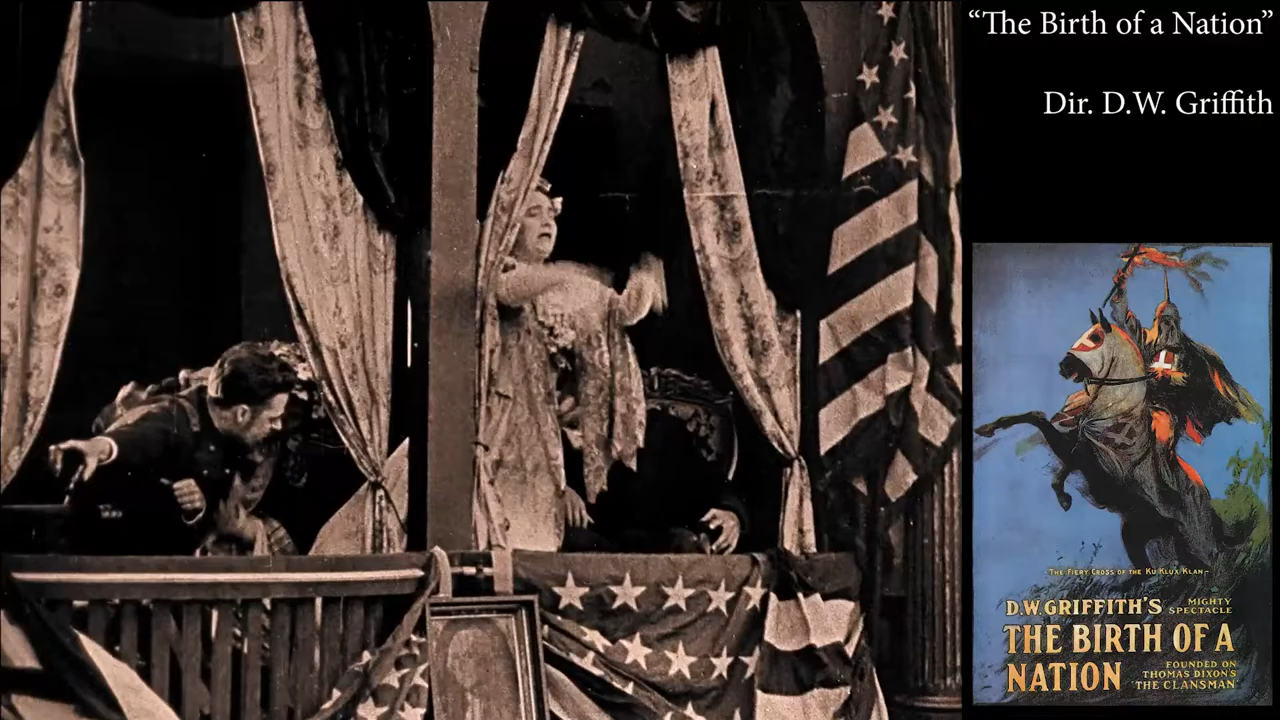 “The Birth of a Nation”
Dir. D.W. Griffith
“THE FIERY CROSS OF THE KU KLUX KLAN”
D.W. GRIFFITH'S MIGHTY SPECTACLE
THE BIRTH OF A
NATION
FOUNDED ON
THOMAS DIXON'S
"THE CLANSMAN"